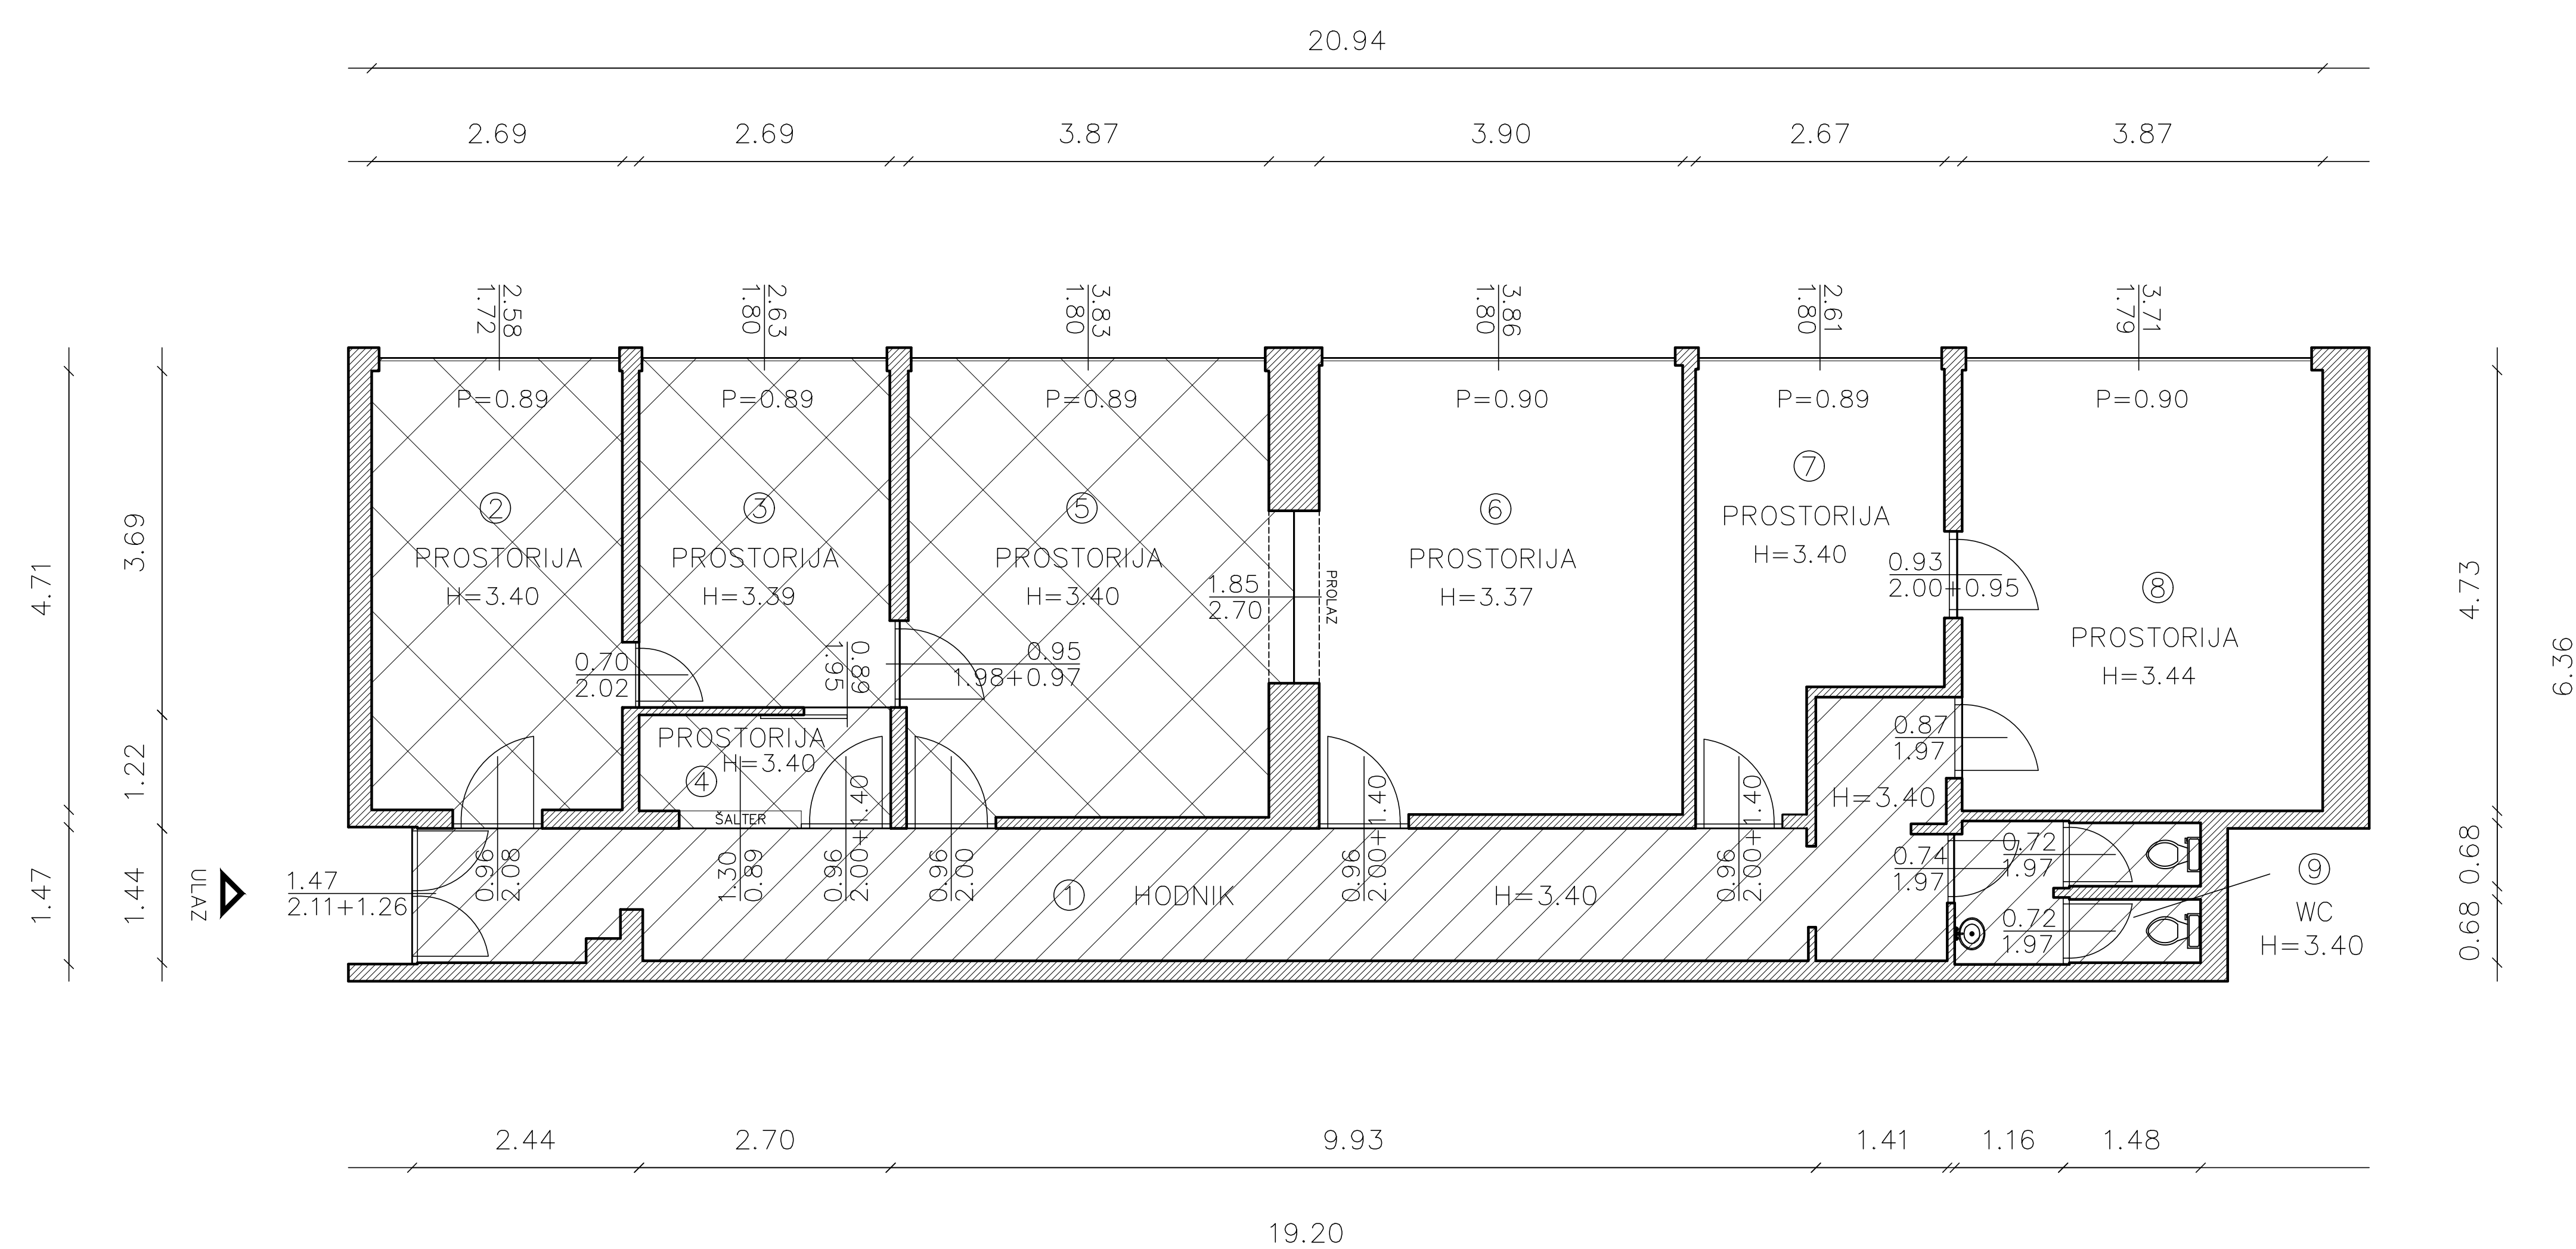 20.94
2.69
2.69
3.87
3.90
2.67
3.87
2.58
1.72
2.63
1.80
3.83
1.80
3.86
1.80
2.61
1.80
3.71
1.79
P=0.89
P=0.89
P=0.89
P=0.90
P=0.89
P=0.90
4.71
1.47
3.69
1.22
1.44
2
PROSTORIJA
H=3.40
3
PROSTORIJA
H=3.39
5
PROSTORIJA
H=3.40
6
PROSTORIJA
H=3.37
7
PROSTORIJA
H=3.40
8
PROSTORIJA
H=3.44
0.70
2.02
0.89
1.95
0.95
1.98+0.97
1.85
2.70
PROLAZ
0.93
2.00+0.95
PROSTORIJA
H=3.40
4
ŠALTER
0.87
1.97
H=3.40
ULAZ
1.47
2.11+1.26
0.96
2.08
1.30
0.89
0.96
2.00+1.40
0.96
2.00
1
HODNIK
0.96
2.00+1.40
H=3.40
0.96
2.00+1.40
0.74
1.97
0.72
1.97
0.72
1.97
9
WC
H=3.40
4.73
0.68
0.68
6.36
2.44
2.70
9.93
1.41
1.16
1.48
19.20